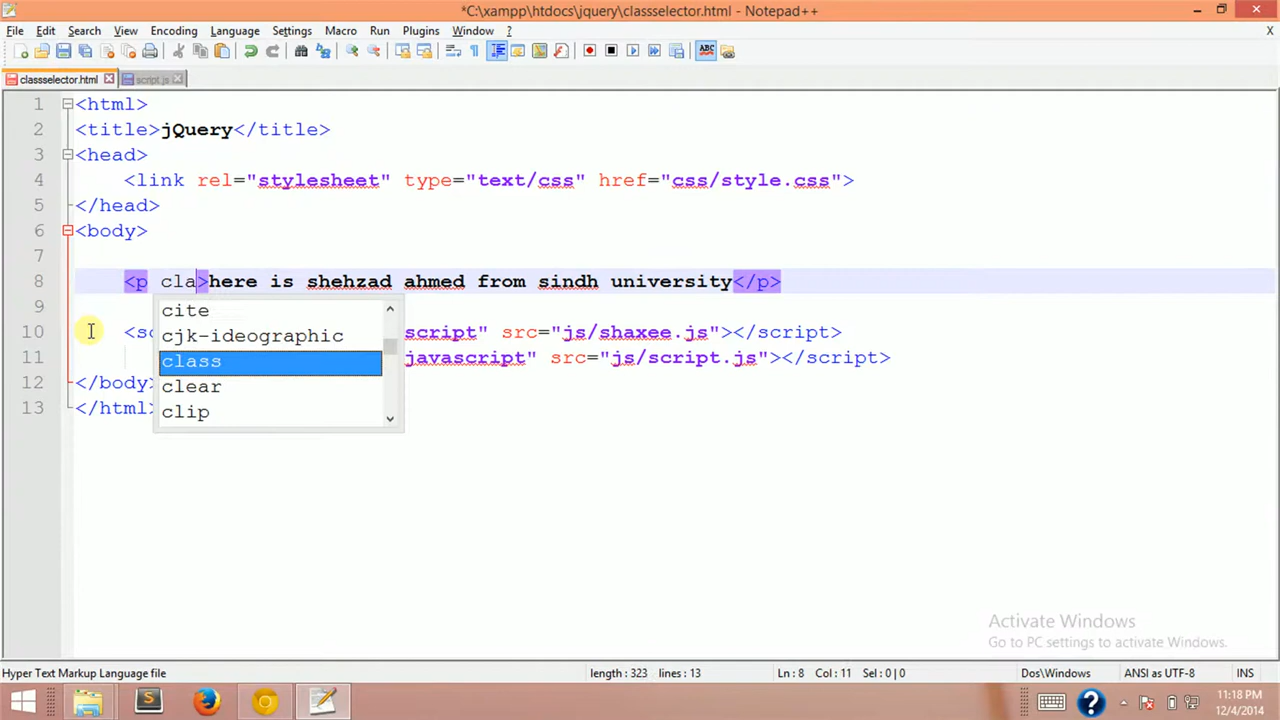 *C:\xampp\htdocs\jquery\classselector.html - Notepad++
File Edit Search View Encoding Language Settings Macro Run Plugins Window ? X
ABC
classselector.html script.js
1 <html>
2 <title>jQuery</title>
3 <head>
4 <link rel="stylesheet" type="text/css" href="css/style.css">
5 </head>
6 <body>
7
8 <p cla>here is shehzad ahmed from sindh university</p>
9
cite
10 <sc script" src="js/shaxee.js"></script>
cjk-ideographic
11 javascript" src="js/script.js"></script>
class
12 </body>
clear
13 </html>
clip
Activate Windows
Go to PC settings to activate Windows.
Hyper Text Markup Language file length : 323 lines : 13 Ln : 8 Col : 11 Sel : 0 | 0 Dos\Windows ANSI as UTF-8 INS
S
11:18 PM
12/4/2014